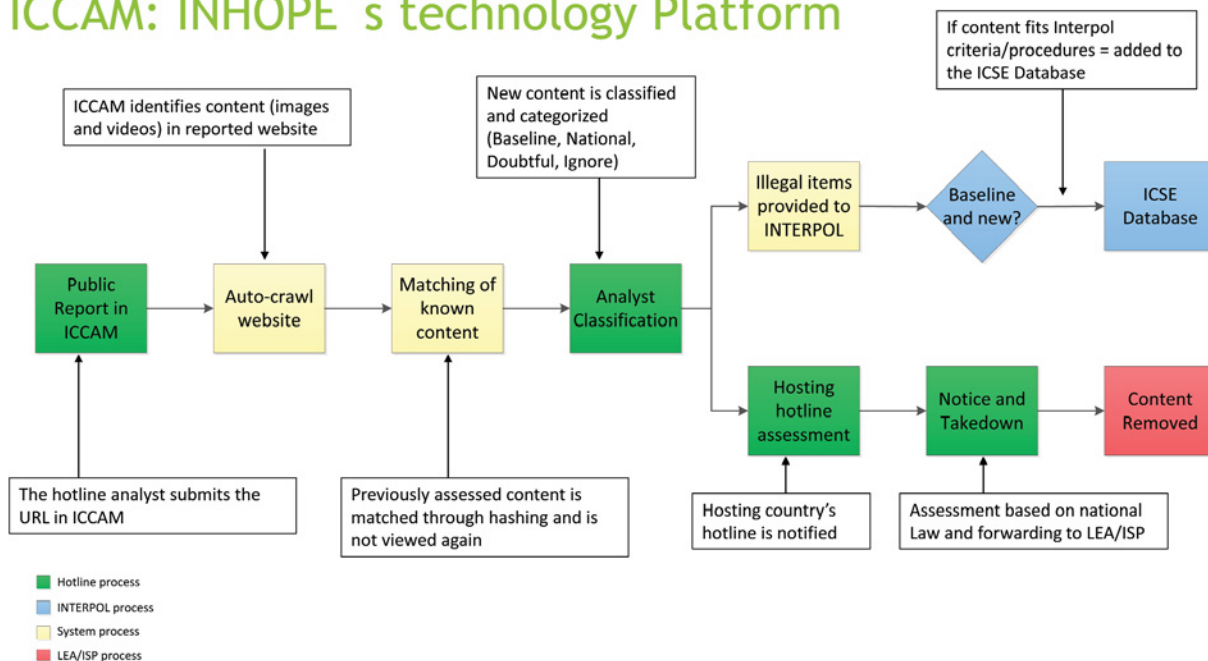 ICCAM: INHOPE`s technology Platform
If content fits Interpol
criteria/procedures = added to
the ICSE Database
ICCAM identifies content (images
and videos) in reported website
New content is classified
and categorized
(Baseline, National,
Doubtful, Ignore)
Illegal items
provided to
INTERPOL
Baseline
and new?
ICSE
Database
Public
Report in
ICCAM
Auto-crawl
website
Matching of
known
content
Analyst
Classification
Hosting
hotline
assessment
Notice and
Takedown
Content
Removed
The hotline analyst submits the
URL in ICCAM
Previously assessed content is
matched through hashing and is
not viewed again
Hosting country’s
hotline is notified
Assessment based on national
Law and forwarding to LEA/ISP
Hotline process
INTERPOL process
System process
LEA/ISP process